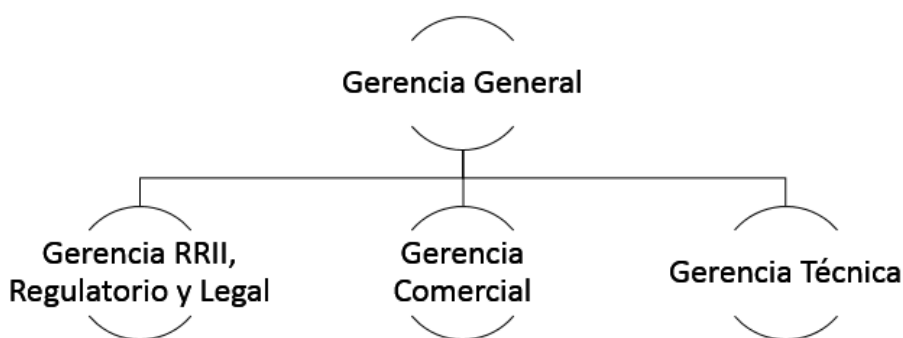 Gerencia General
Gerencia RRII,
Regulatorio y Legal
Gerencia
Comercial
Gerencia Técnica